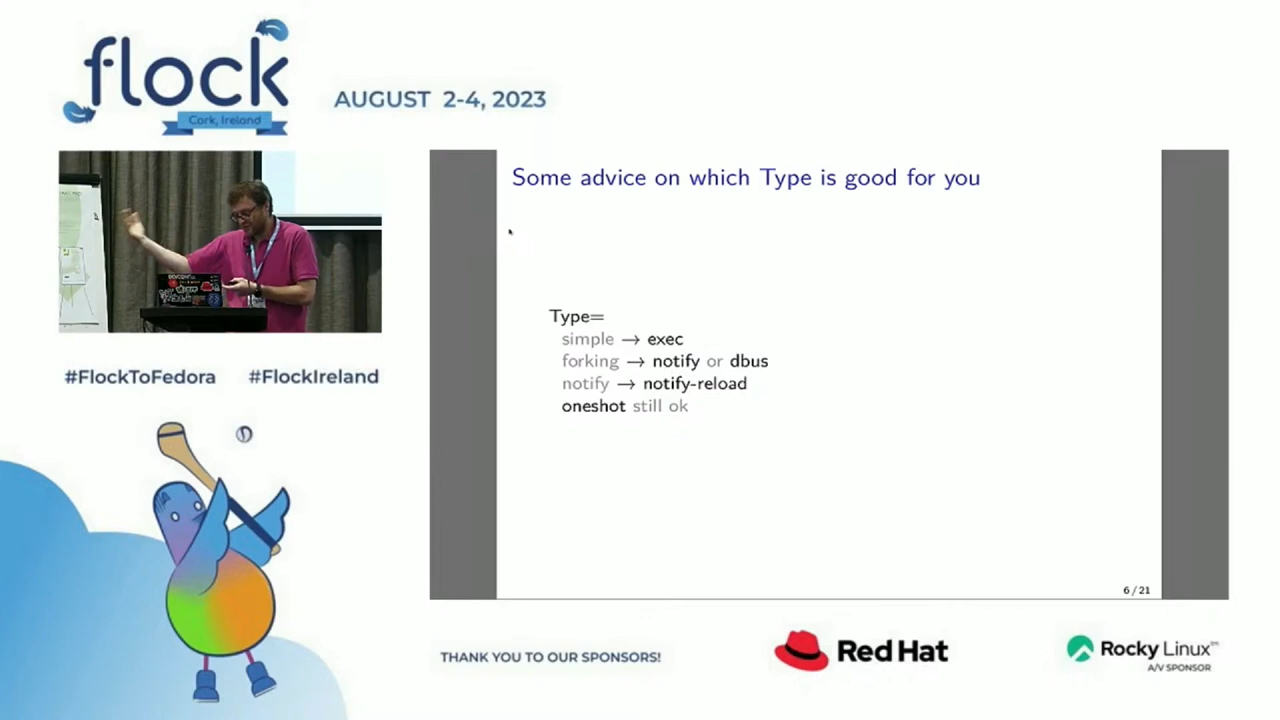 flock
Cork, Ireland
AUGUST 2-4, 2023
#FlockToFedora #FlockIreland
Some advice on which Type is good for you
Type=
simple → exec
forking → notify or dbus
notify → notify-reload
oneshot still ok
6 / 21
THANK YOU TO OUR SPONSORS!
Red Hat
Rocky Linux™
A/V SPONSOR